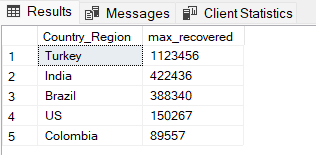 Results Messages Client Statistics
Country_Region max_recovered
1 Turkey 1123456
2 India 422436
3 Brazil 388340
4 US 150267
5 Colombia 89557